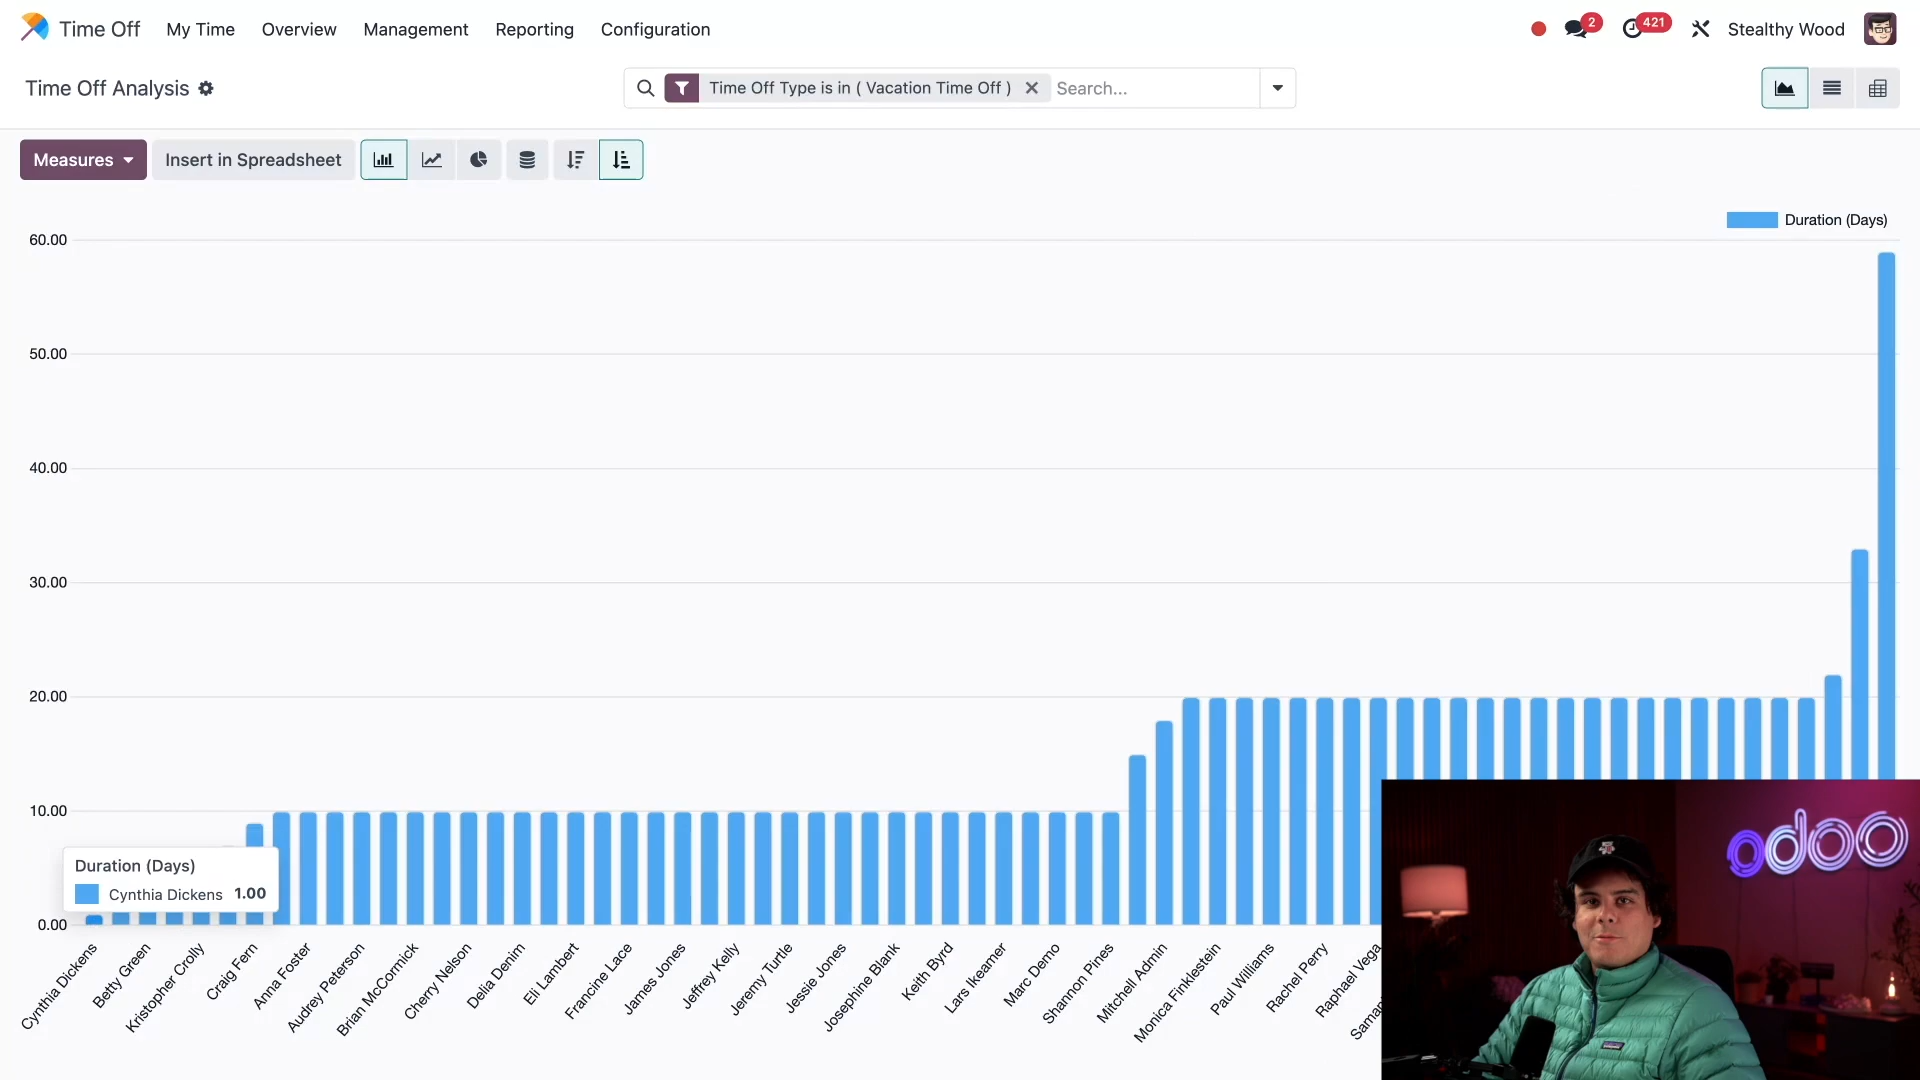 Time Off
My Time
Overview
Management
Reporting
Configuration
2
421
Stealthy Wood
Time Off Analysis
Time Off Type is in ( Vacation Time Off )
Search...
Measures
Insert in Spreadsheet
Duration (Days)
60.00
50.00
40.00
30.00
20.00
10.00
0.00
Duration (Days)
Cynthia Dickens 1.00
Cynthia Dickens
Betty Green
Kristopher Crolly
Craig Fern
Anna Foster
Audrey Peterson
Brian McCormick
Cherry Nelson
Delia Denim
Eli Lambert
Francine Lace
James Jones
Jeffrey Kelly
Jeremy Turtle
Jessie Jones
Josephine Blank
Keith Byrd
Lars Ikeamer
Marc Demo
Shannon Pines
Mitchell Admin
Monica Finklestein
Paul Williams
Rachel Perry
Raphael Vega
odoo